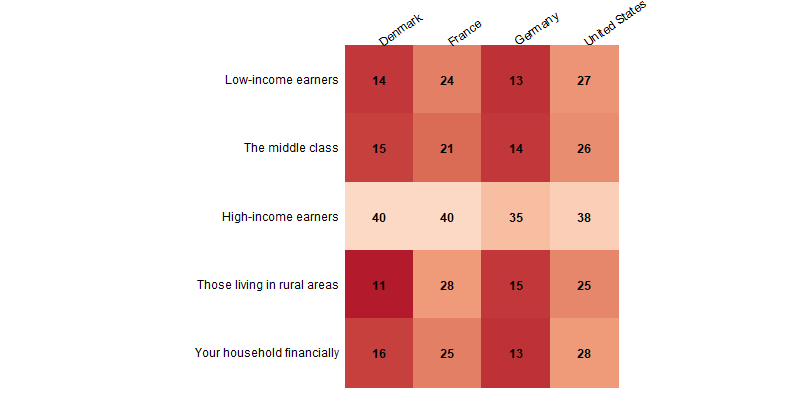 Denmark France Germany United States
Low-income earners 14 24 13 27
The middle class 15 21 14 26
High-income earners 40 40 35 38
Those living in rural areas 11 28 15 25
Your household financially 16 25 13 28